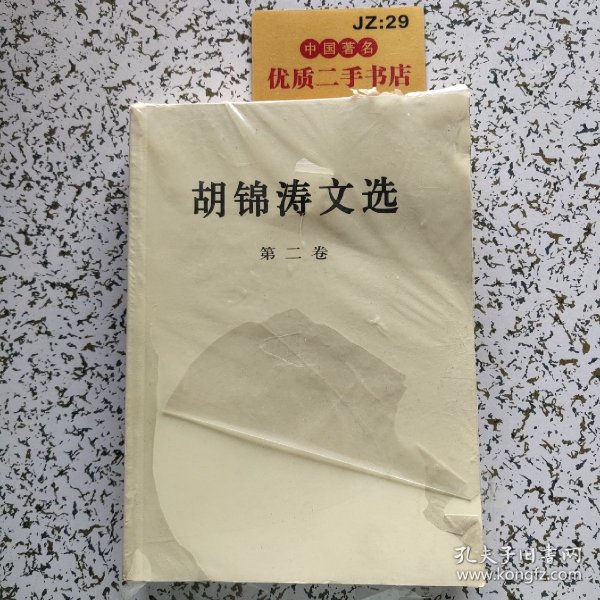 JZ:29
中国著名
优质二手书店
胡锦涛文选
第二卷
孔夫子旧书网
www.kongfz.com